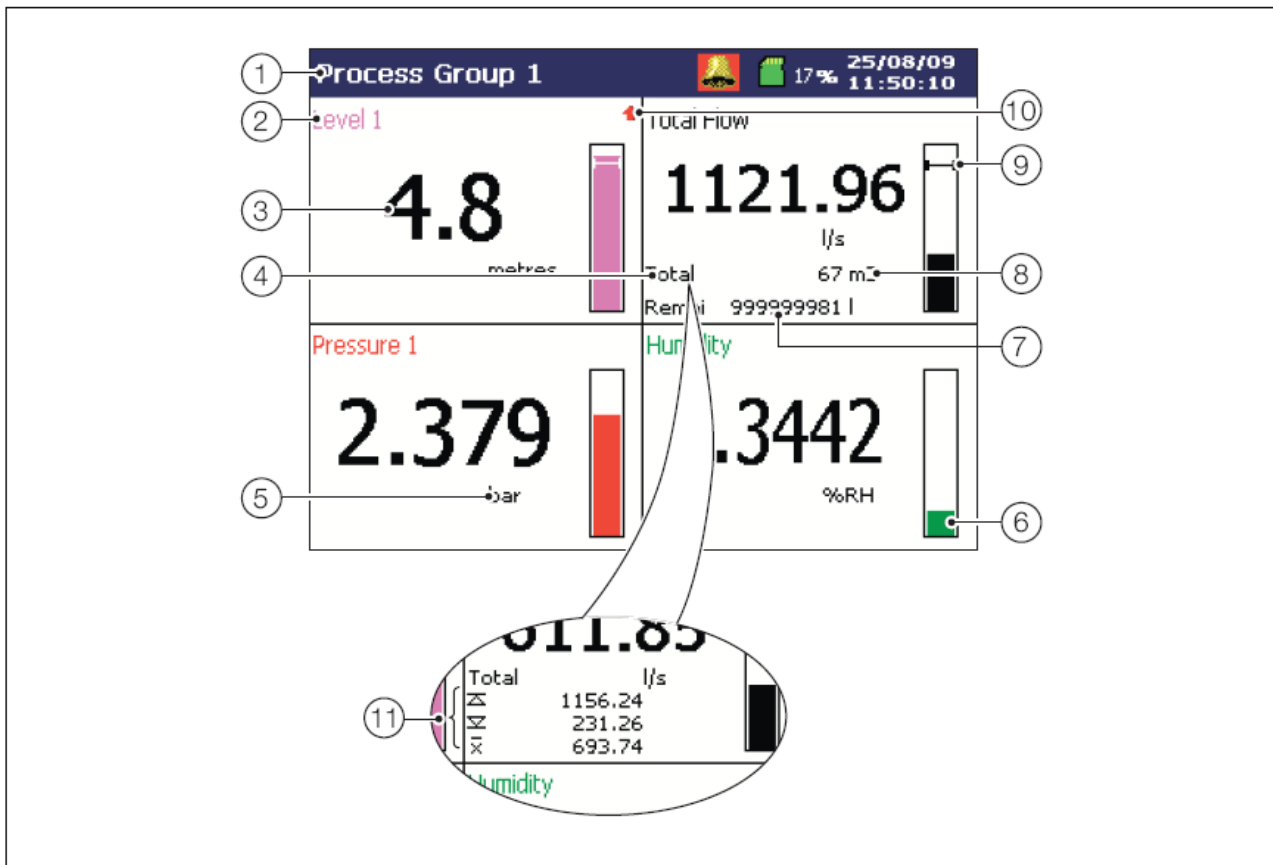 Process Group 1
17%
25/08/09
11:50:10
Level 1
4.8
metres
Total Flow
1121.96
l/s
Total 67
999999981 l
Pressure 1
2.379
bar
Humidity
.3442
%RH
Total l/s
1156.24
231.26
x̄ 693.74
Humidity
1
2
3
4
5
6
7
8
9
10
11